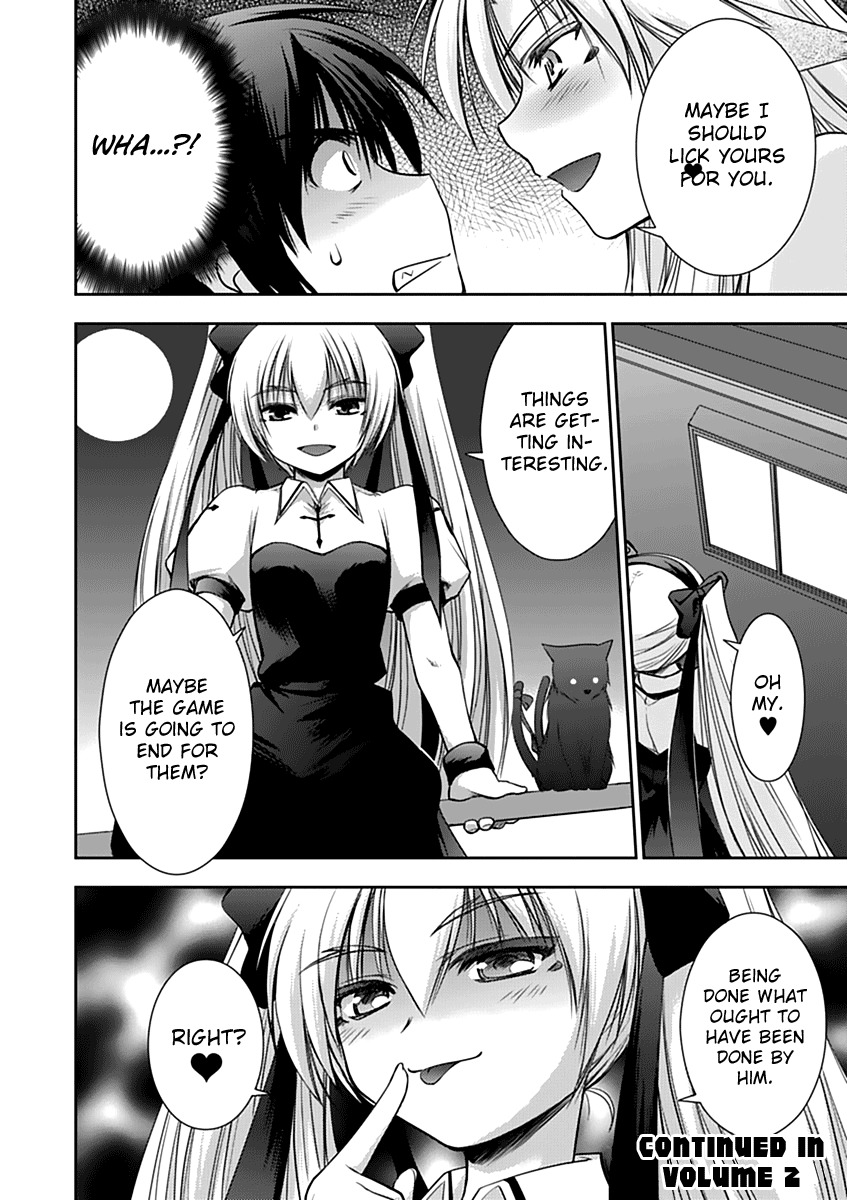 MAYBE I
SHOULD
LICK YOURS
FOR YOU.
WHA...?!
OH
MY.
♥
THINGS
ARE GET-
TING IN-
TERESTING.
MAYBE
THE GAME
IS GOING TO
END FOR
THEM?
BEING
DONE WHAT
OUGHT TO
HAVE BEEN
DONE BY
HIM.
RIGHT?
♥
CONTINUED IN
VOLUME 2